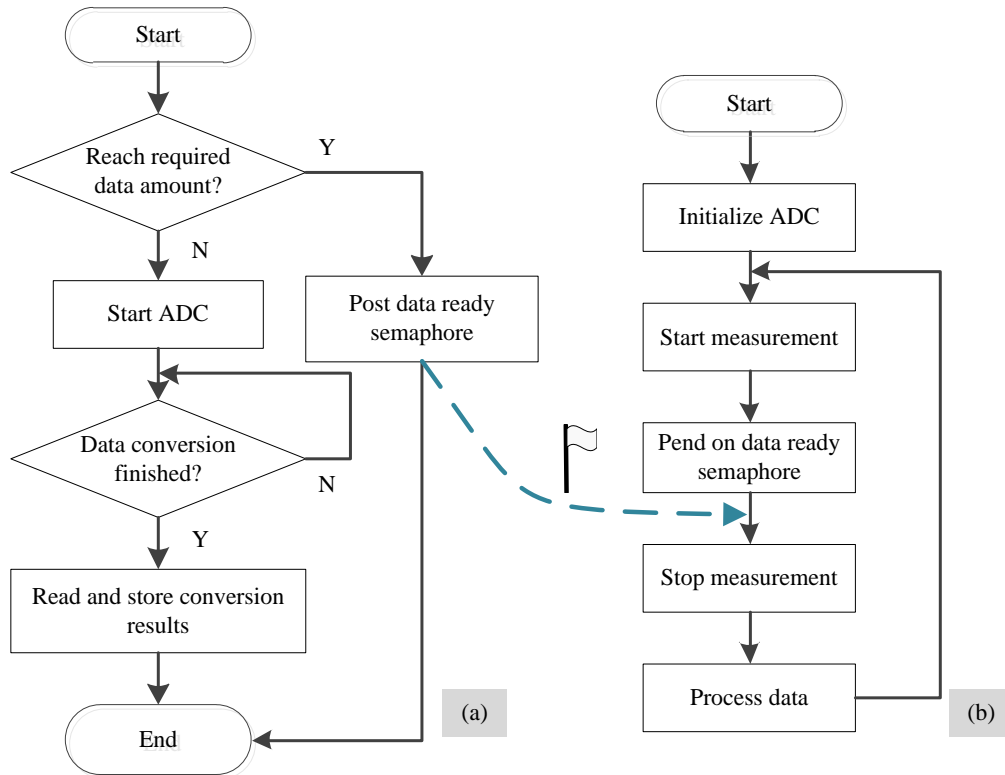 Start
Reach required
data amount?
Y
N
Start ADC
Post data ready
semaphore
Data conversion
finished?
N
Y
Read and store conversion
results
End
(a)
Start
Initialize ADC
Start measurement
Pend on data ready
semaphore
Stop measurement
Process data
(b)